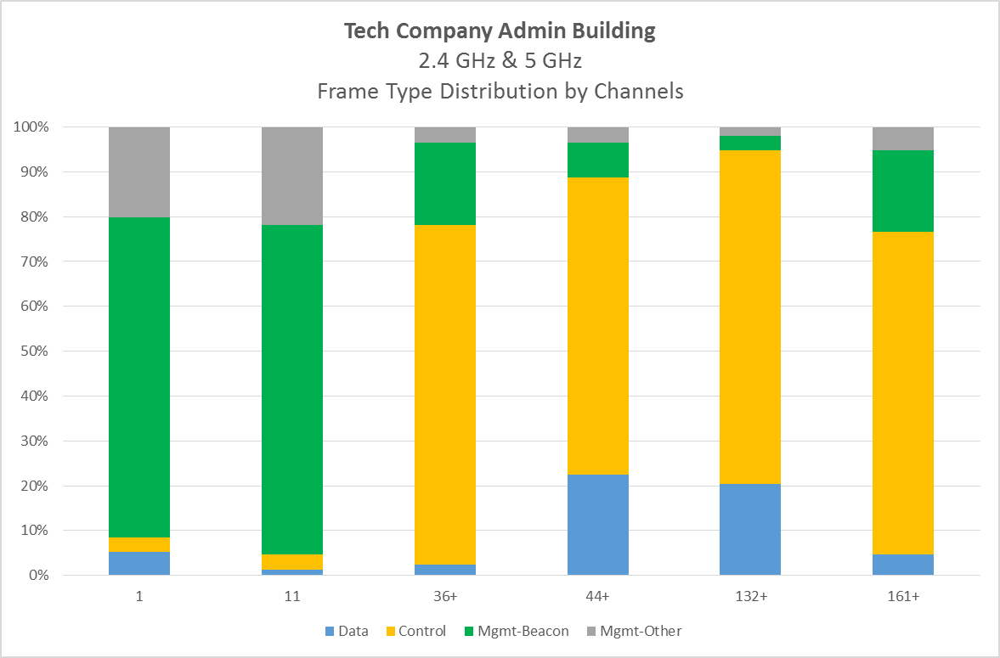 Tech Company Admin Building
2.4 GHz & 5 GHz
Frame Type Distribution by Channels
100%
90%
80%
70%
60%
50%
40%
30%
20%
10%
0%
1 11 36+ 44+ 132+ 161+
Data Control Mgmt-Beacon Mgmt-Other